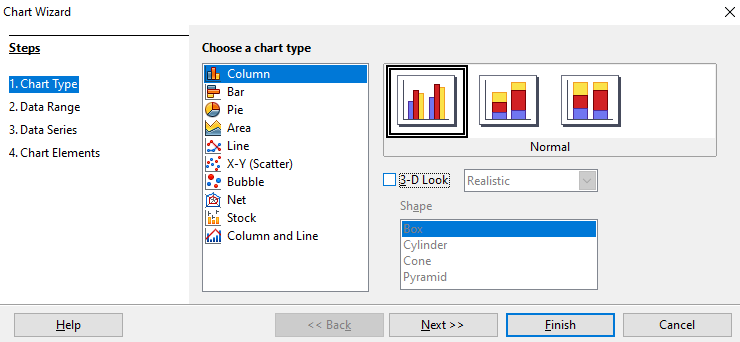 Chart Wizard
Steps
1. Chart Type
2. Data Range
3. Data Series
4. Chart Elements
Choose a chart type
Column
Bar
Pie
Area
Line
X-Y (Scatter)
Bubble
Net
Stock
Column and Line
Normal
3-D Look
Realistic
Shape
Box
Cylinder
Cone
Pyramid
Help
<< Back
Next >>
Finish
Cancel